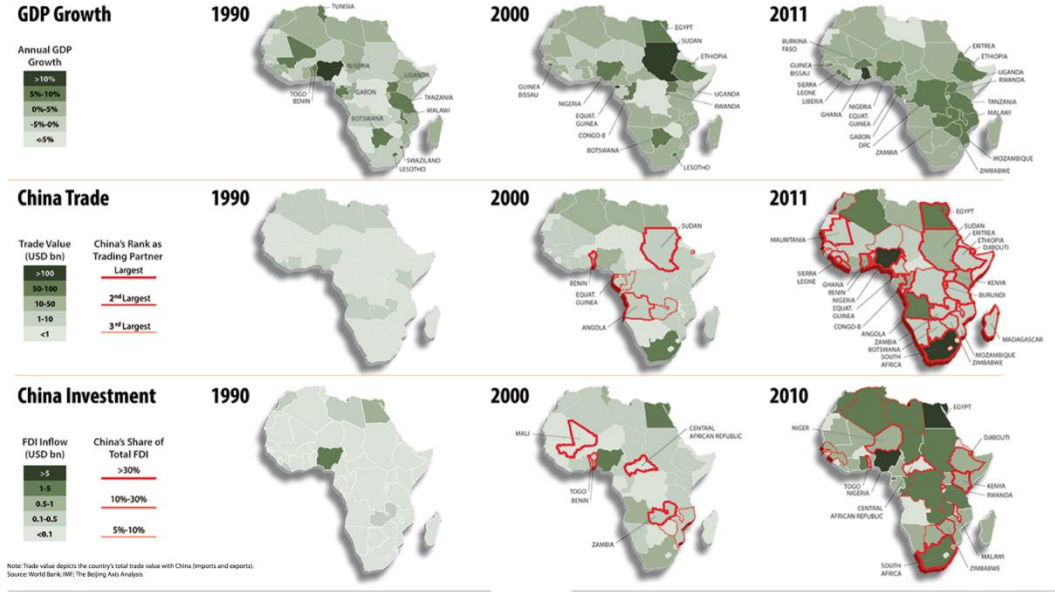 GDP Growth
1990
2000
2011
Annual GDP
Growth
>10%
5%-10%
0%-5%
-5%-0%
<-5%
TUNISIA
NIGERIA
UGANDA
TOGO
BENIN
GABON
TANZANIA
MALAWI
BOTSWANA
SWAZILAND
LESOTHO
EGYPT
SUDAN
ETHIOPIA
GUINEA
BISSAU
UGANDA
RWANDA
NIGERIA
EQUAT.
GUINEA
CONGO-B
BOTSWANA
LESOTHO
BURKINA
FASO
ERITREA
ETHIOPIA
GUINEA
BISSAU
UGANDA
RWANDA
SIERRA
LEONE
LIBERIA
TANZANIA
MALAWI
GHANA
NIGERIA
EQUAT.
GUINEA
GABON
DRC
ZAMBIA
MOZAMBIQUE
ZIMBABWE
China Trade
1990
2000
2011
Trade Value
(USD bn)
>100
50-100
10-50
1-10
<1
China's Rank as
Trading Partner
Largest
2nd Largest
3rd Largest
SUDAN
BENIN
EQUAT.
GUINEA
ANGOLA
EGYPT
MAURITANIA
SUDAN
ERITREA
ETHIOPIA
DJIBOUTI
SIERRA
LEONE
GHANA
BENIN
NIGERIA
EQUAT.
GUINEA
CONGO-B
KENYA
BURUNDI
ANGOLA
ZAMBIA
BOTSWANA
SOUTH
AFRICA
MADAGASCAR
MOZAMBIQUE
ZIMBABWE
China Investment
1990
2000
2010
FDI Inflow
(USD bn)
>5
1-5
0.5-1
0.1-0.5
<0.1
China's Share of
Total FDI
>30%
10%-30%
5%-10%
MALI
CENTRAL
AFRICAN REPUBLIC
TOGO
BENIN
ZAMBIA
EGYPT
NIGER
DJIBOUTI
TOGO
NIGERIA
KENYA
RWANDA
CENTRAL
AFRICAN REPUBLIC
MALAWI
ZIMBABWE
SOUTH
AFRICA
Note: Trade value depicts the country's total trade value with China (imports and exports).
Source: World Bank; IMF; The Beijing Axis Analysis